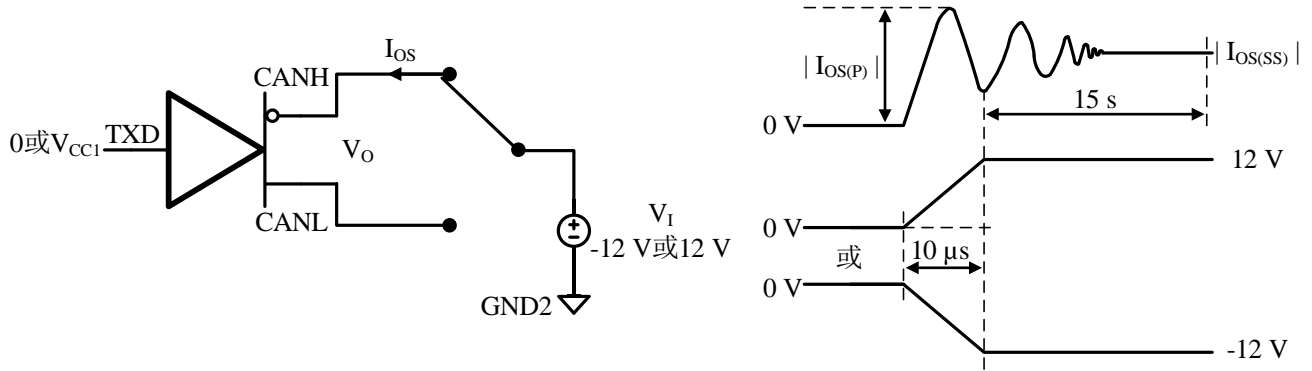 I_OS
CANH
0或V_CC1 TXD
V_O
CANL
V_I
-12 V或12 V
GND2
| I_OS(P) |
0 V
| I_OS(SS) |
15 s
12 V
0 V
或
10 µs
0 V
-12 V